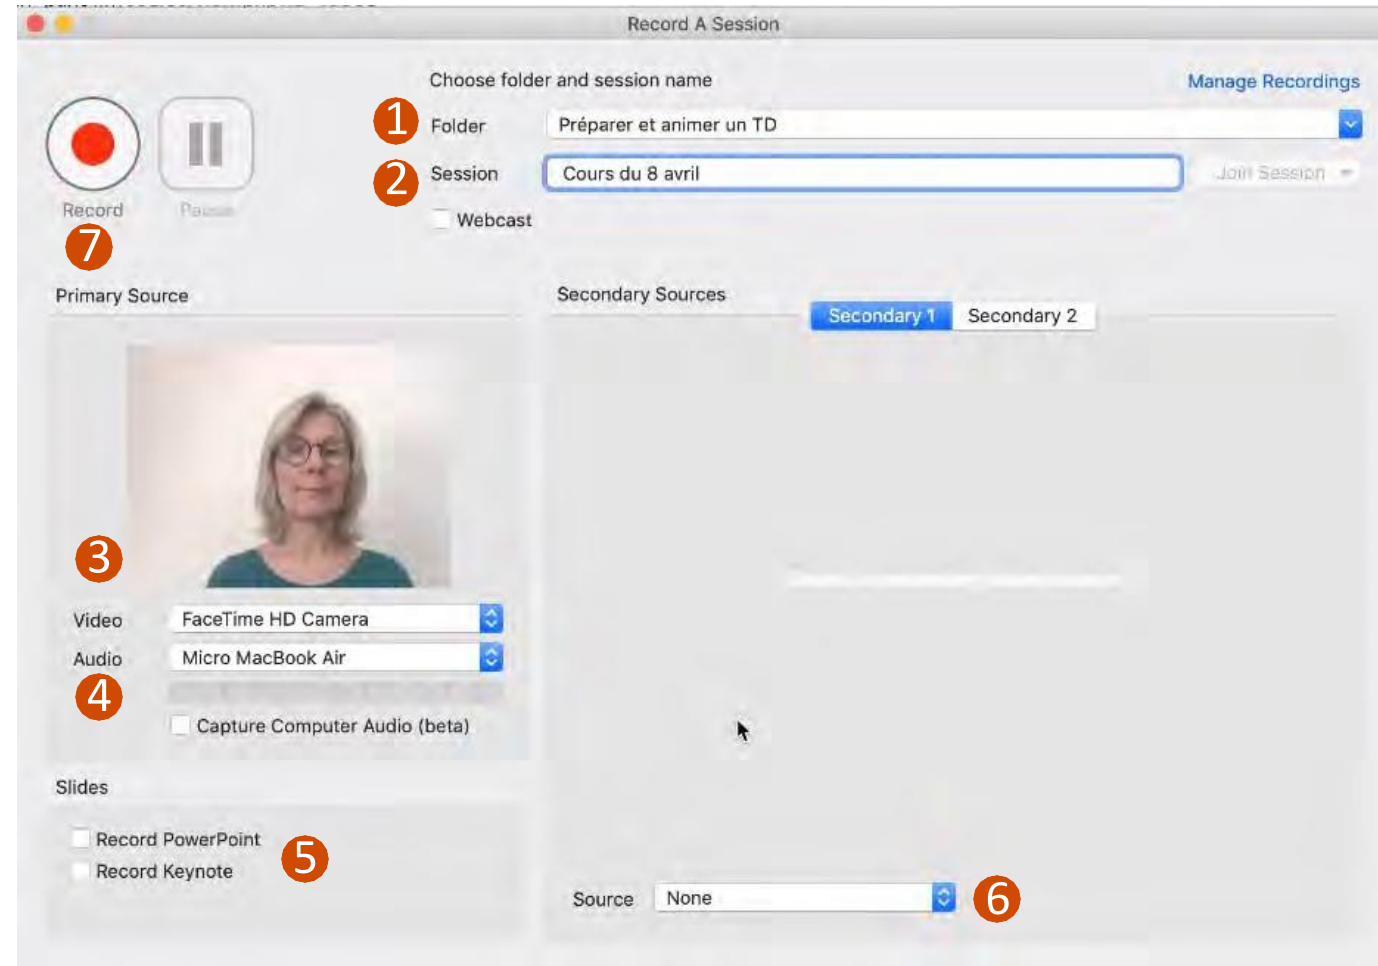 Record A Session
Choose folder and session name
Manage Recordings
1 Folder Préparer et animer un TD
2 Session Cours du 8 avril Join Session
Webcast
Record Pause
7
Primary Source
Secondary Sources
Secondary 1 Secondary 2
3
Video FaceTime HD Camera
Audio Micro MacBook Air
4
Capture Computer Audio (beta)
Slides
Record PowerPoint
5
Record Keynote
Source None 6